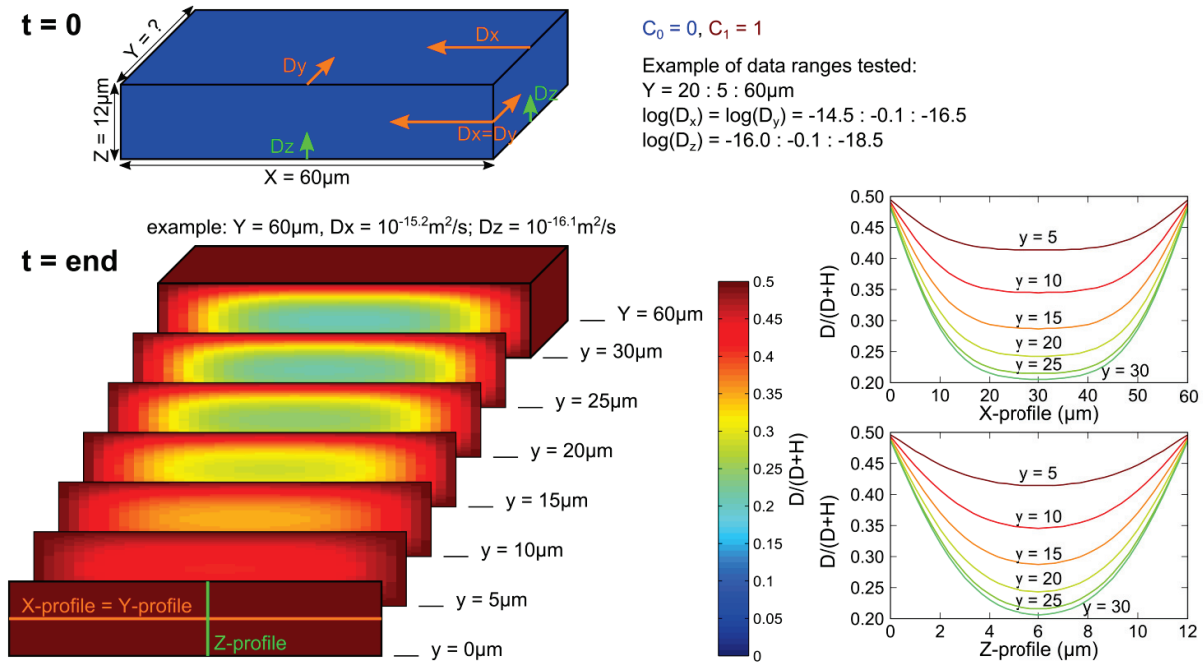 t = 0
Y = ?
Dx
Dy
Z = 12µm
Dz
Dx=Dy
Dz
X = 60µm
C₀ = 0, C₁ = 1
Example of data ranges tested:
Y = 20 : 5 : 60µm
log(Dₓ) = log(Dᵧ) = -14.5 : -0.1 : -16.5
log(D_z) = -16.0 : -0.1 : -18.5
example: Y = 60µm, Dx = 10⁻¹⁵·²m²/s; Dz = 10⁻¹⁶·¹m²/s
t = end
Y = 60µm
y = 30µm
y = 25µm
y = 20µm
y = 15µm
y = 10µm
y = 5µm
y = 0µm
X-profile = Y-profile
Z-profile
0.5
0.45
0.4
0.35
0.3
0.25
0.2
0.15
0.1
0.05
0
D/(D+H)
0.50
0.45
0.40
0.35
0.30
0.25
0.20
y = 5
y = 10
y = 15
y = 20
y = 25
y = 30
0 10 20 30 40 50 60
X-profile (µm)
D/(D+H)
0.50
0.45
0.40
0.35
0.30
0.25
0.20
y = 5
y = 10
y = 15
y = 20
y = 25
y = 30
0 2 4 6 8 10 12
Z-profile (µm)